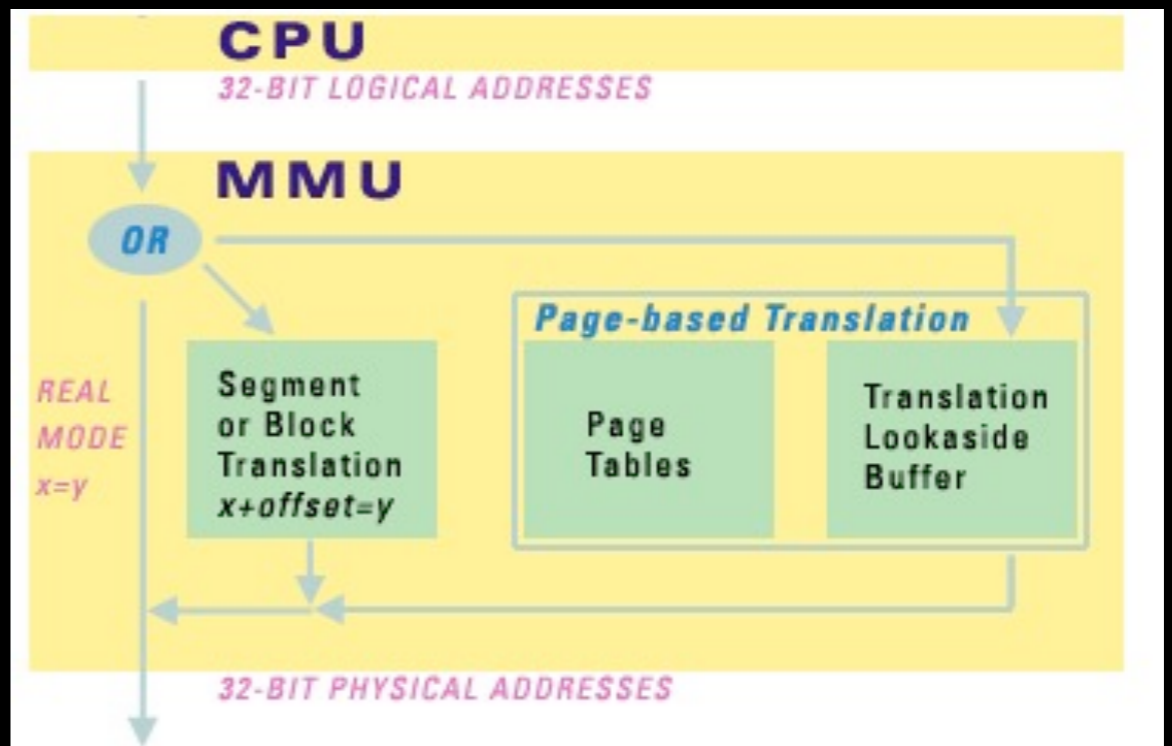 CPU
32-BIT LOGICAL ADDRESSES
MMU
OR
Page-based Translation
REAL
MODE
x=y
Segment
or Block
Translation
x+offset=y
Page
Tables
Translation
Lookaside
Buffer
32-BIT PHYSICAL ADDRESSES